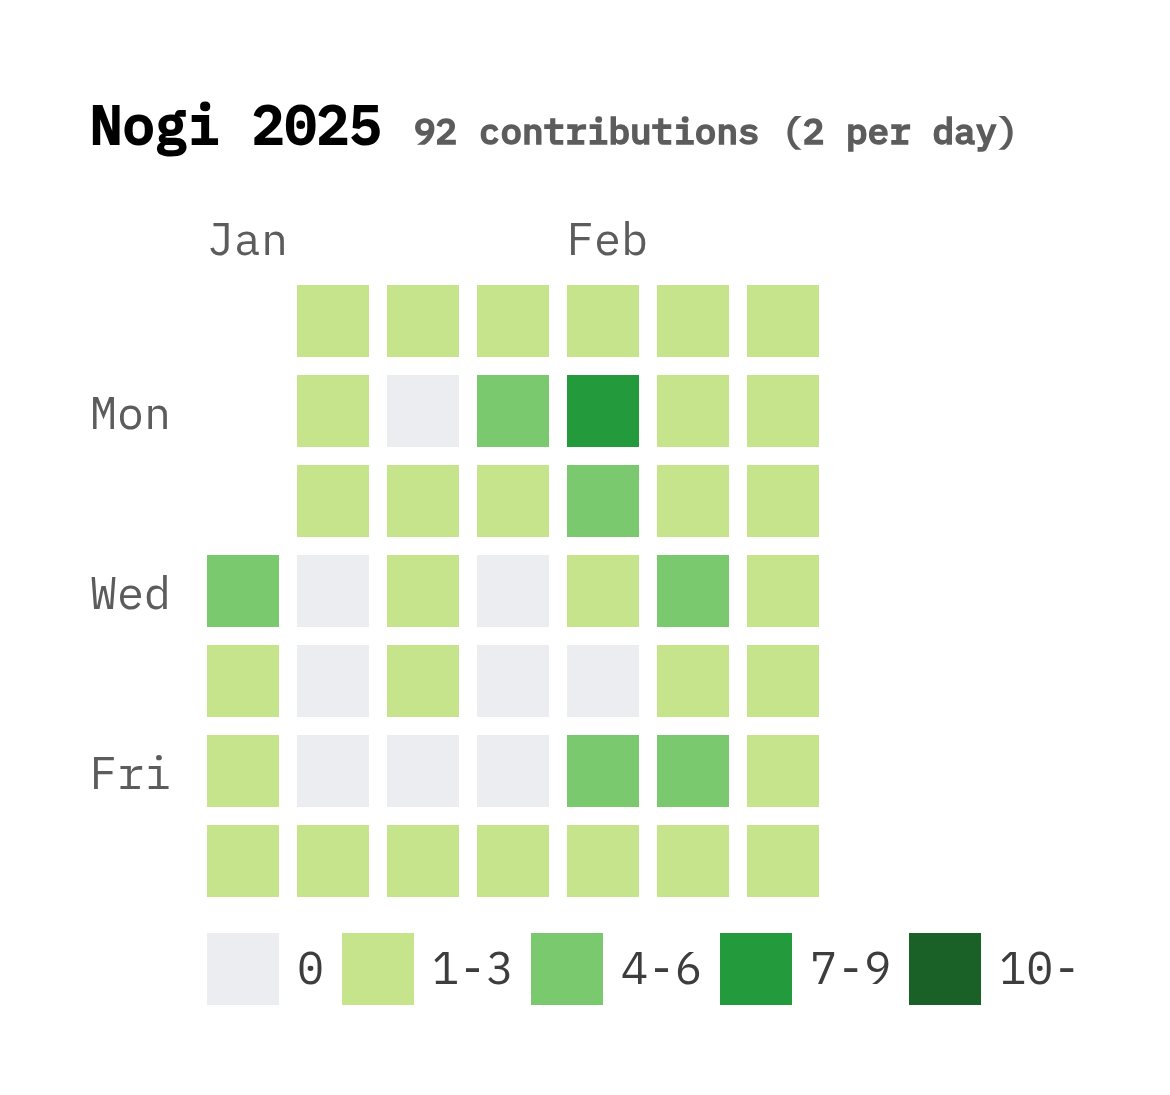 Nogi 2025 92 contributions (2 per day)
Jan Feb
Mon
Wed
Fri
0 1-3 4-6 7-9 10-